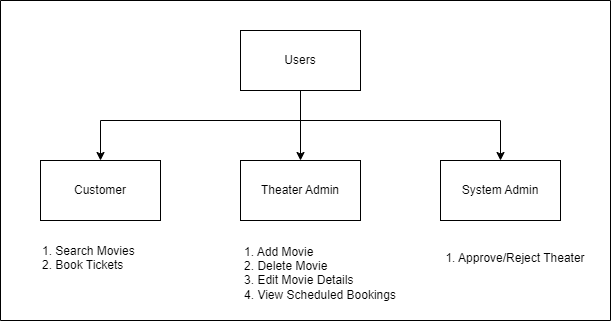 Users
Customer
Theater Admin
System Admin
1. Search Movies
2. Book Tickets
1. Add Movie
2. Delete Movie
3. Edit Movie Details
4. View Scheduled Bookings
1. Approve/Reject Theater